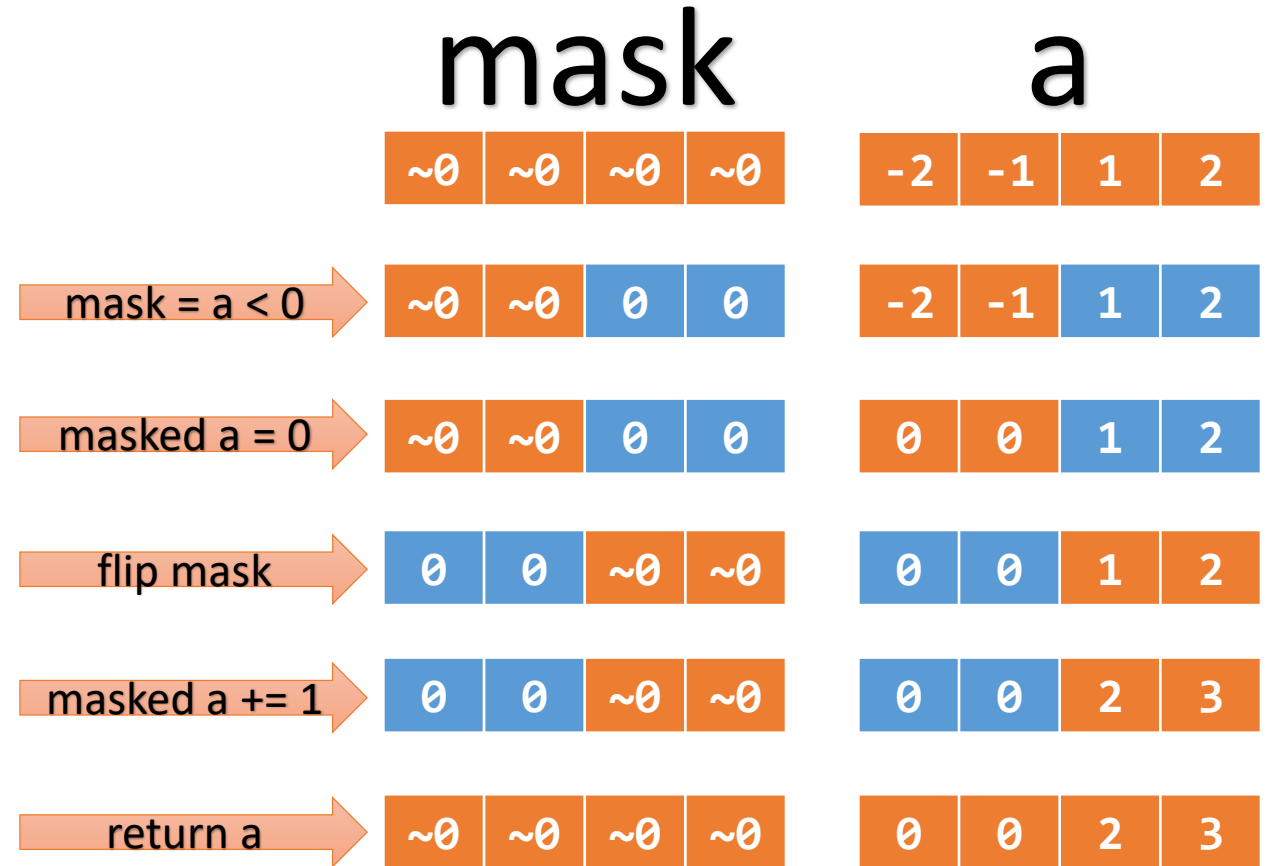 mask a
~0 ~0 ~0 ~0 -2 -1 1 2
mask = a < 0 ~0 ~0 0 0 -2 -1 1 2
masked a = 0 ~0 ~0 0 0 0 0 1 2
flip mask 0 0 ~0 ~0 0 0 1 2
masked a += 1 0 0 ~0 ~0 0 0 2 3
return a ~0 ~0 ~0 ~0 0 0 2 3